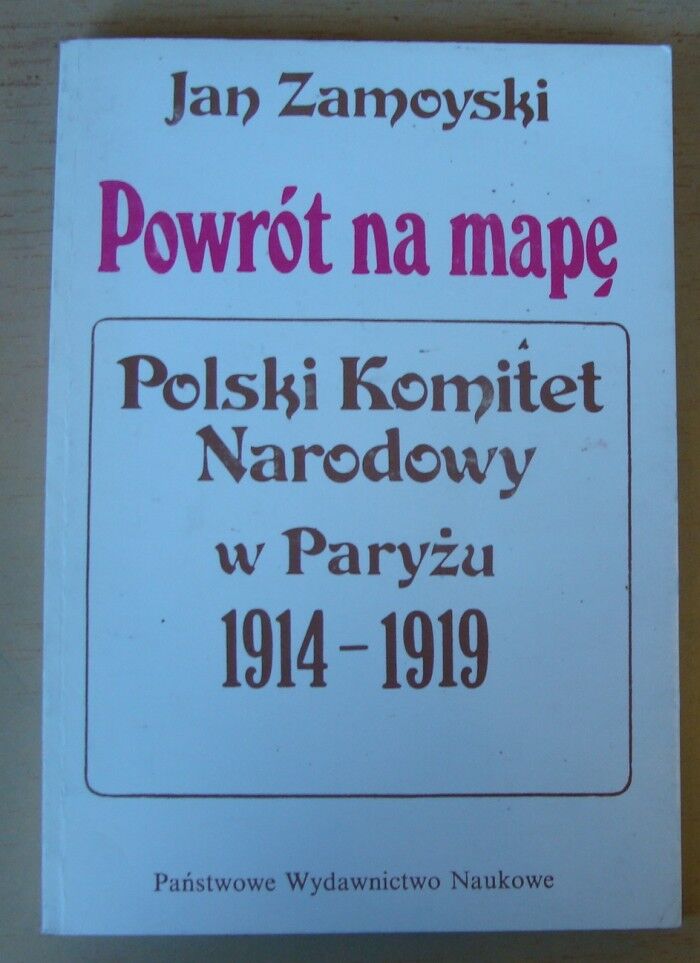 Jan Zamoyski
Powrót na mapę
Polski Komitet
Narodowy
w Paryżu
1914 – 1919
Państwowe Wydawnictwo Naukowe